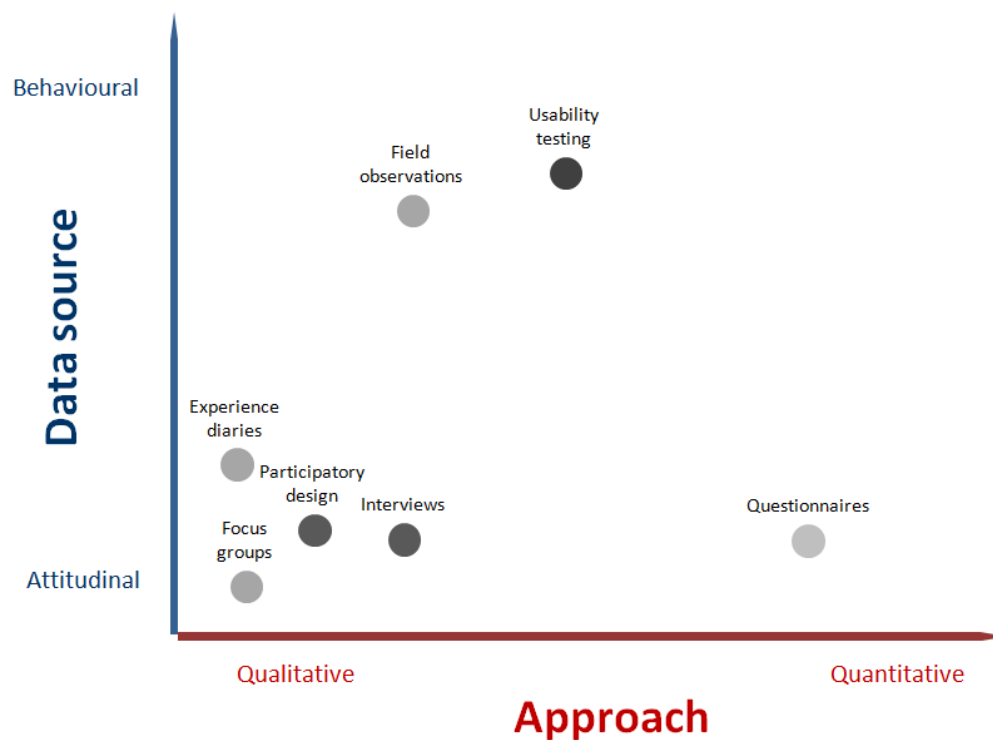 Behavioural
Usability
testing
Field
observations
Data source
Experience
diaries
Participatory
design
Interviews
Questionnaires
Focus
groups
Attitudinal
Qualitative
Quantitative
Approach